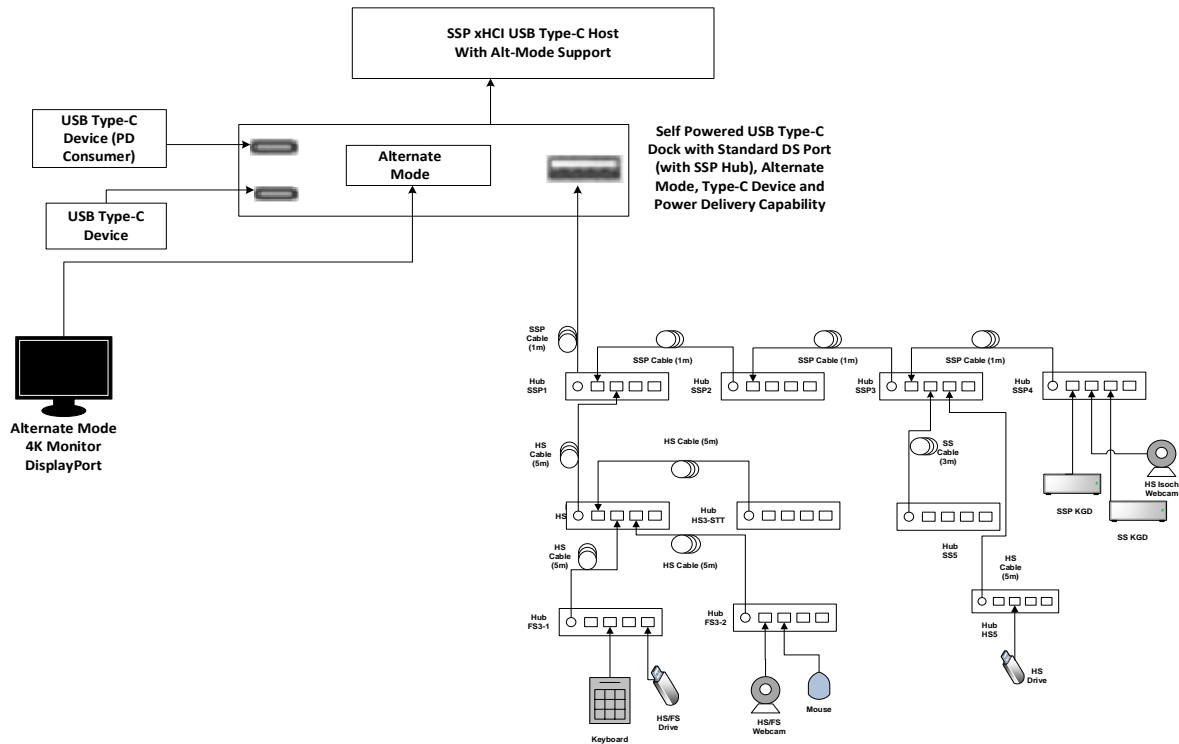 SSP xHCI USB Type-C Host
With Alt-Mode Support
USB Type-C
Device (PD
Consumer)
Alternate
Mode
USB Type-C
Device
Self Powered USB Type-C
Dock with Standard DS Port
(with SSP Hub), Alternate
Mode, Type-C Device and
Power Delivery Capability
Alternate Mode
4K Monitor
DisplayPort
SSP
Cable
(1m)
SSP Cable (1m)
SSP Cable (1m)
SSP Cable (1m)
Hub
SSP1
Hub
SSP2
Hub
SSP3
Hub
SSP4
HS
Cable
(5m)
HS Cable (5m)
SS
Cable
(3m)
HS Isoch
Webcam
SSP KGD
SS KGD
HS
Hub
HS3-STT
Hub
SS5
HS
Cable
(5m)
HS Cable (5m)
HS
Cable
(5m)
Hub
FS3-1
Hub
FS3-2
Hub
HS5
HS
Drive
Keyboard
HS/FS
Drive
HS/FS
Webcam
Mouse